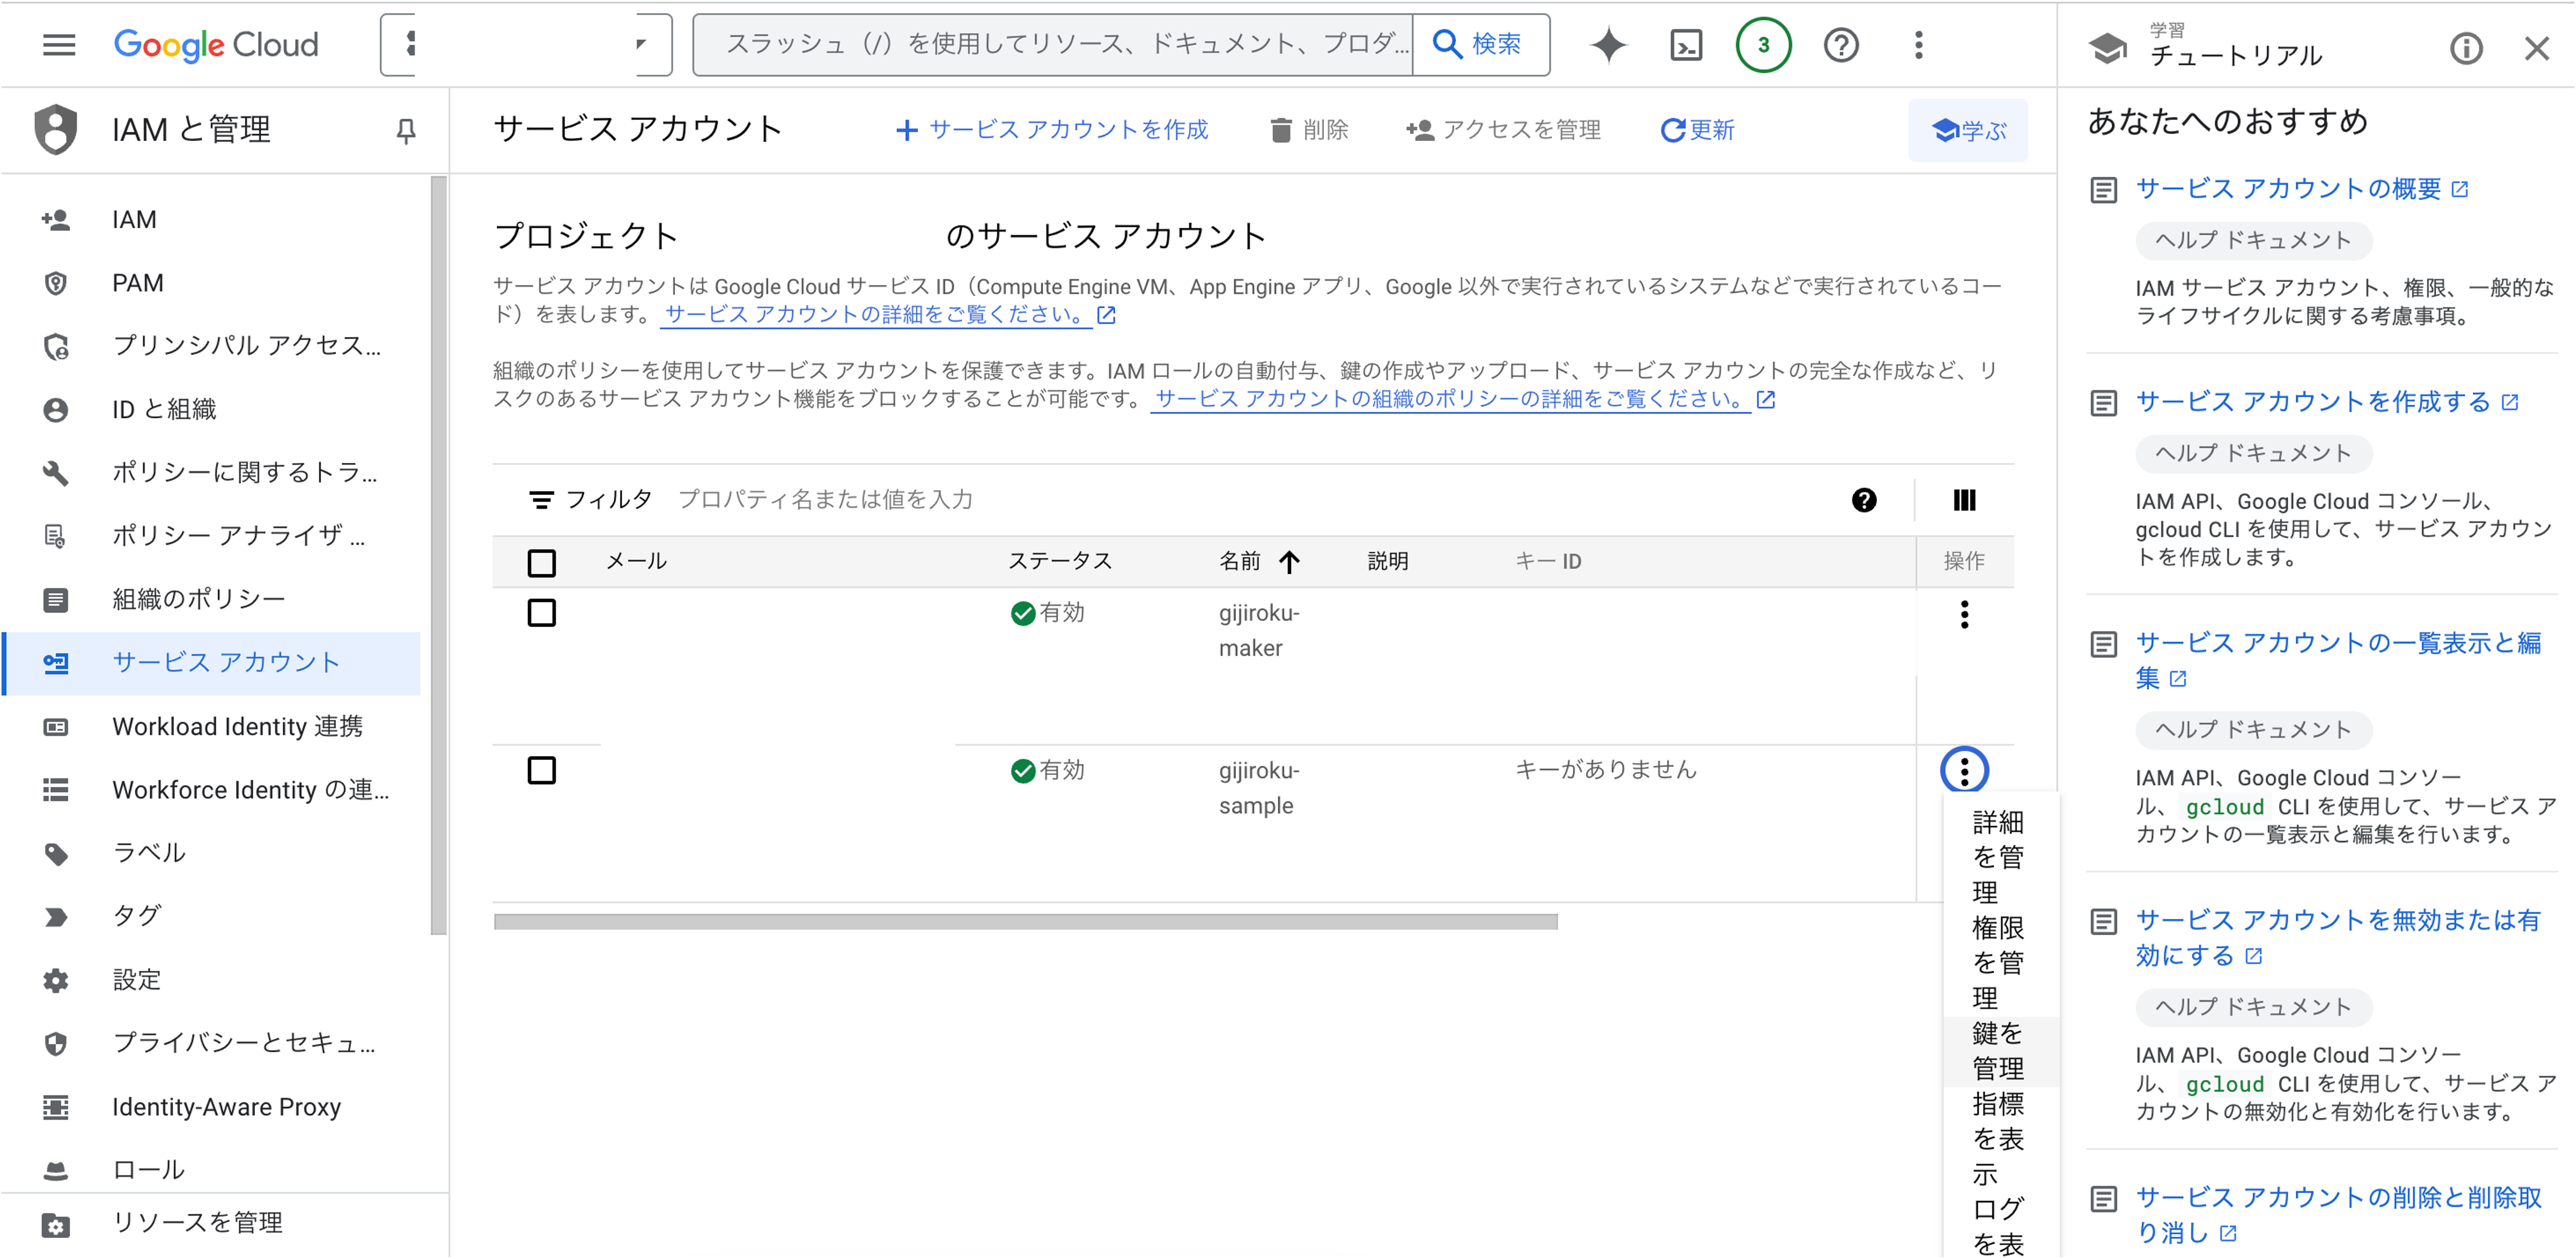 Google Cloud
スラッシュ（/）を使用してリソース、ドキュメント、プロダ...
検索
3
学習
チュートリアル
IAM と管理
サービス アカウント
サービス アカウントを作成
削除
アクセスを管理
更新
学ぶ
IAM
PAM
プリンシパル アクセス...
ID と組織
ポリシーに関するトラ...
ポリシー アナライザ ...
組織のポリシー
サービス アカウント
Workload Identity 連携
Workforce Identity の連...
ラベル
タグ
設定
プライバシーとセキュ...
Identity-Aware Proxy
ロール
リソースを管理
プロジェクト のサービス アカウント
サービス アカウントは Google Cloud サービス ID（Compute Engine VM、App Engine アプリ、Google 以外で実行されているシステムなどで実行されているコー
ド）を表します。 サービス アカウントの詳細をご覧ください。
組織のポリシーを使用してサービス アカウントを保護できます。IAM ロールの自動付与、鍵の作成やアップロード、サービス アカウントの完全な作成など、リ
スクのあるサービス アカウント機能をブロックすることが可能です。 サービス アカウントの組織のポリシーの詳細をご覧ください。
フィルタ プロパティ名または値を入力
メール ステータス 名前 説明 キー ID 操作
有効 gijiroku-
maker
有効 gijiroku- キーがありません
sample
詳細
を管
理
権限
を管
理
鍵を
管理
指標
を表
示
ログ
を表
あなたへのおすすめ
サービス アカウントの概要
ヘルプ ドキュメント
IAM サービス アカウント、権限、一般的な
ライフサイクルに関する考慮事項。
サービス アカウントを作成する
ヘルプ ドキュメント
IAM API、Google Cloud コンソール、
gcloud CLI を使用して、サービス アカウン
トを作成します。
サービス アカウントの一覧表示と編
集
ヘルプ ドキュメント
IAM API、Google Cloud コンソー
ル、 gcloud CLI を使用して、サービス ア
カウントの一覧表示と編集を行います。
サービス アカウントを無効または有
効にする
ヘルプ ドキュメント
IAM API、Google Cloud コンソー
ル、 gcloud CLI を使用して、サービス ア
カウントの無効化と有効化を行います。
サービス アカウントの削除と削除取
り消し